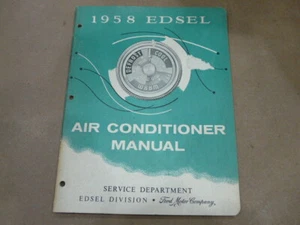 1958 EDSEL
AIR CONDITIONER
MANUAL
SERVICE DEPARTMENT
EDSEL DIVISION • Ford Motor Company